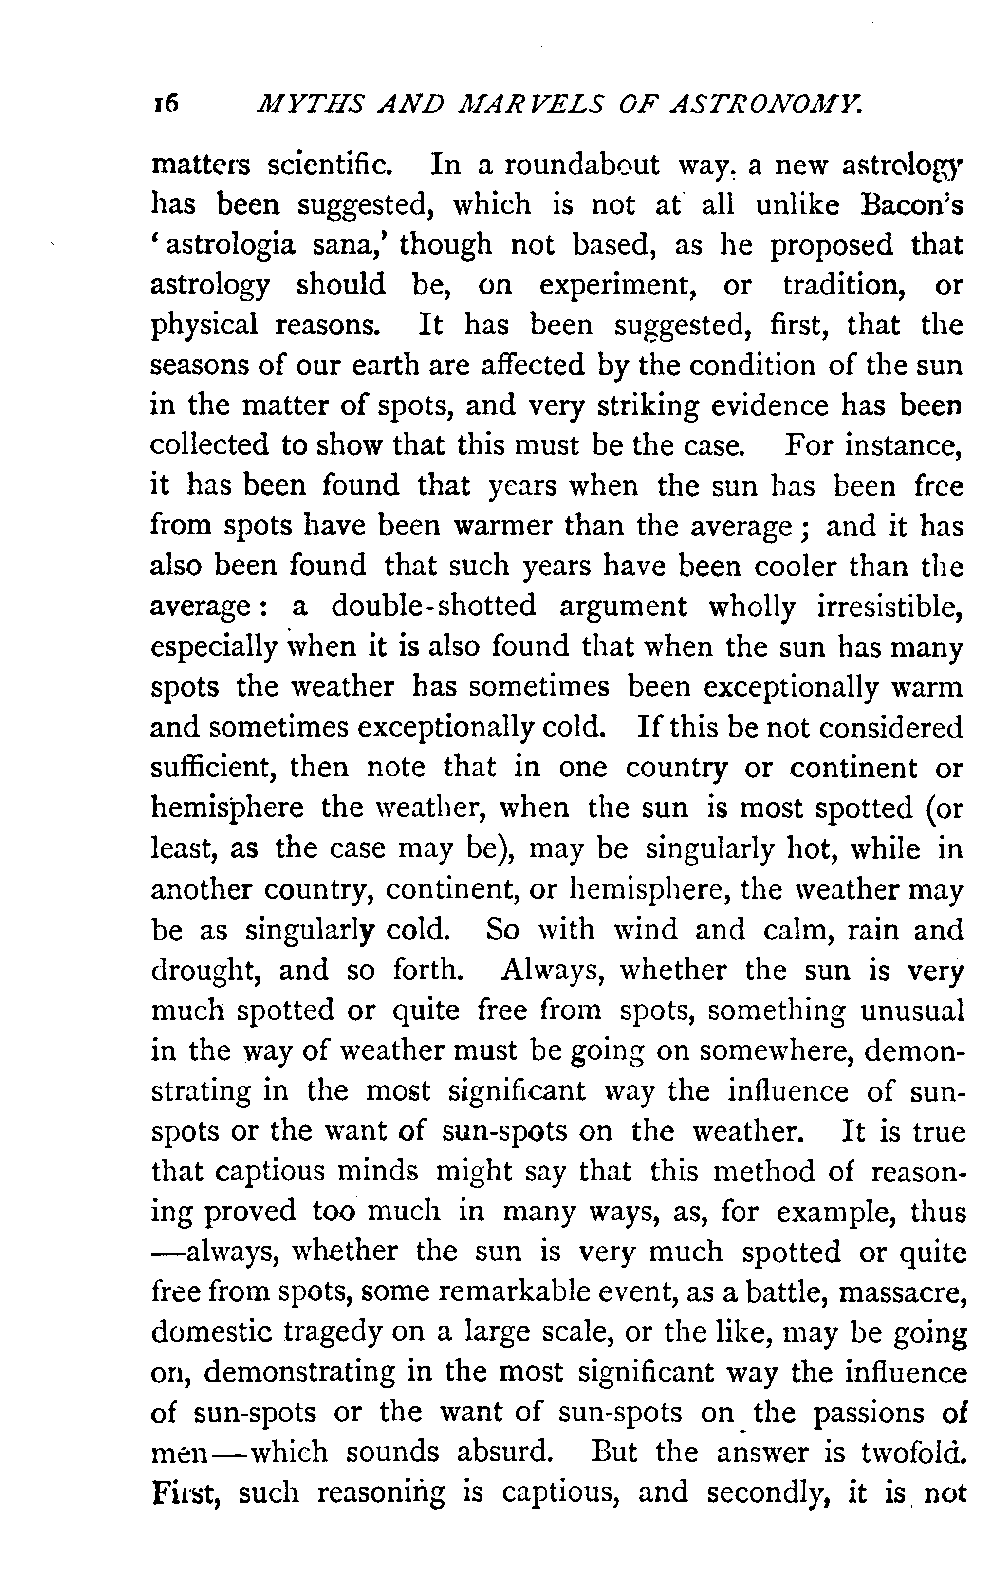 16 MYTHS AND MARVELS OF ASTRONOMY.
matters scientific. In a roundabout way, a new astrology
has been suggested, which is not at all unlike Bacon's
‘astrologia sana,’ though not based, as he proposed that
astrology should be, on experiment, or tradition, or
physical reasons. It has been suggested, first, that the
seasons of our earth are affected by the condition of the sun
in the matter of spots, and very striking evidence has been
collected to show that this must be the case. For instance,
it has been found that years when the sun has been free
from spots have been warmer than the average; and it has
also been found that such years have been cooler than the
average: a double-shotted argument wholly irresistible,
especially when it is also found that when the sun has many
spots the weather has sometimes been exceptionally warm
and sometimes exceptionally cold. If this be not considered
sufficient, then note that in one country or continent or
hemisphere the weather, when the sun is most spotted (or
least, as the case may be), may be singularly hot, while in
another country, continent, or hemisphere, the weather may
be as singularly cold. So with wind and calm, rain and
drought, and so forth. Always, whether the sun is very
much spotted or quite free from spots, something unusual
in the way of weather must be going on somewhere, demon-
strating in the most significant way the influence of sun-
spots or the want of sun-spots on the weather. It is true
that captious minds might say that this method of reason-
ing proved too much in many ways, as, for example, thus
—always, whether the sun is very much spotted or quite
free from spots, some remarkable event, as a battle, massacre,
domestic tragedy on a large scale, or the like, may be going
on, demonstrating in the most significant way the influence
of sun-spots or the want of sun-spots on the passions of
men—which sounds absurd. But the answer is twofold.
First, such reasoning is captious, and secondly, it is not